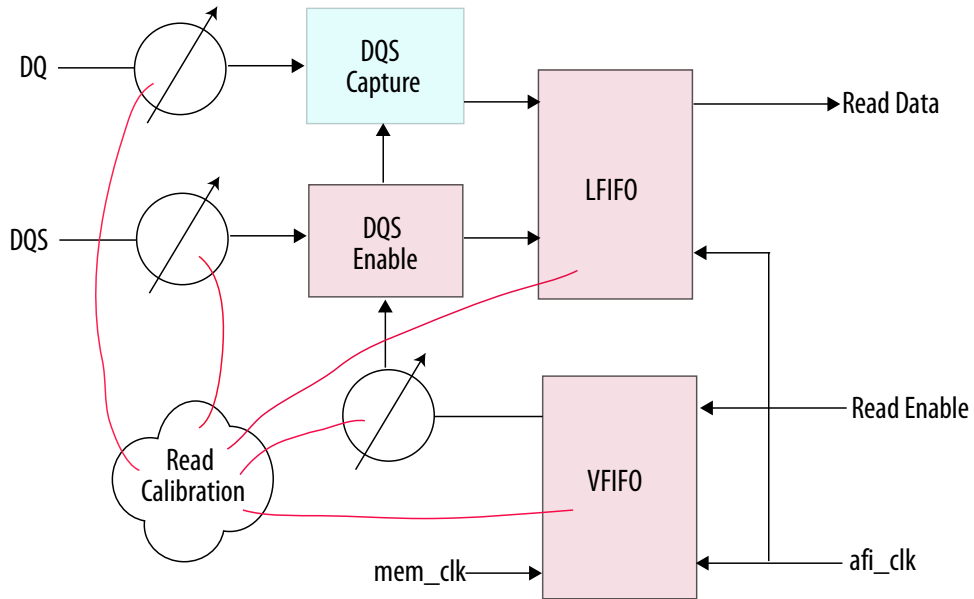 DQ
DQS
Capture
Read Data
LFIFO
DQS
DQS
Enable
Read Enable
Read
Calibration
VFIFO
mem_clk
afi_clk